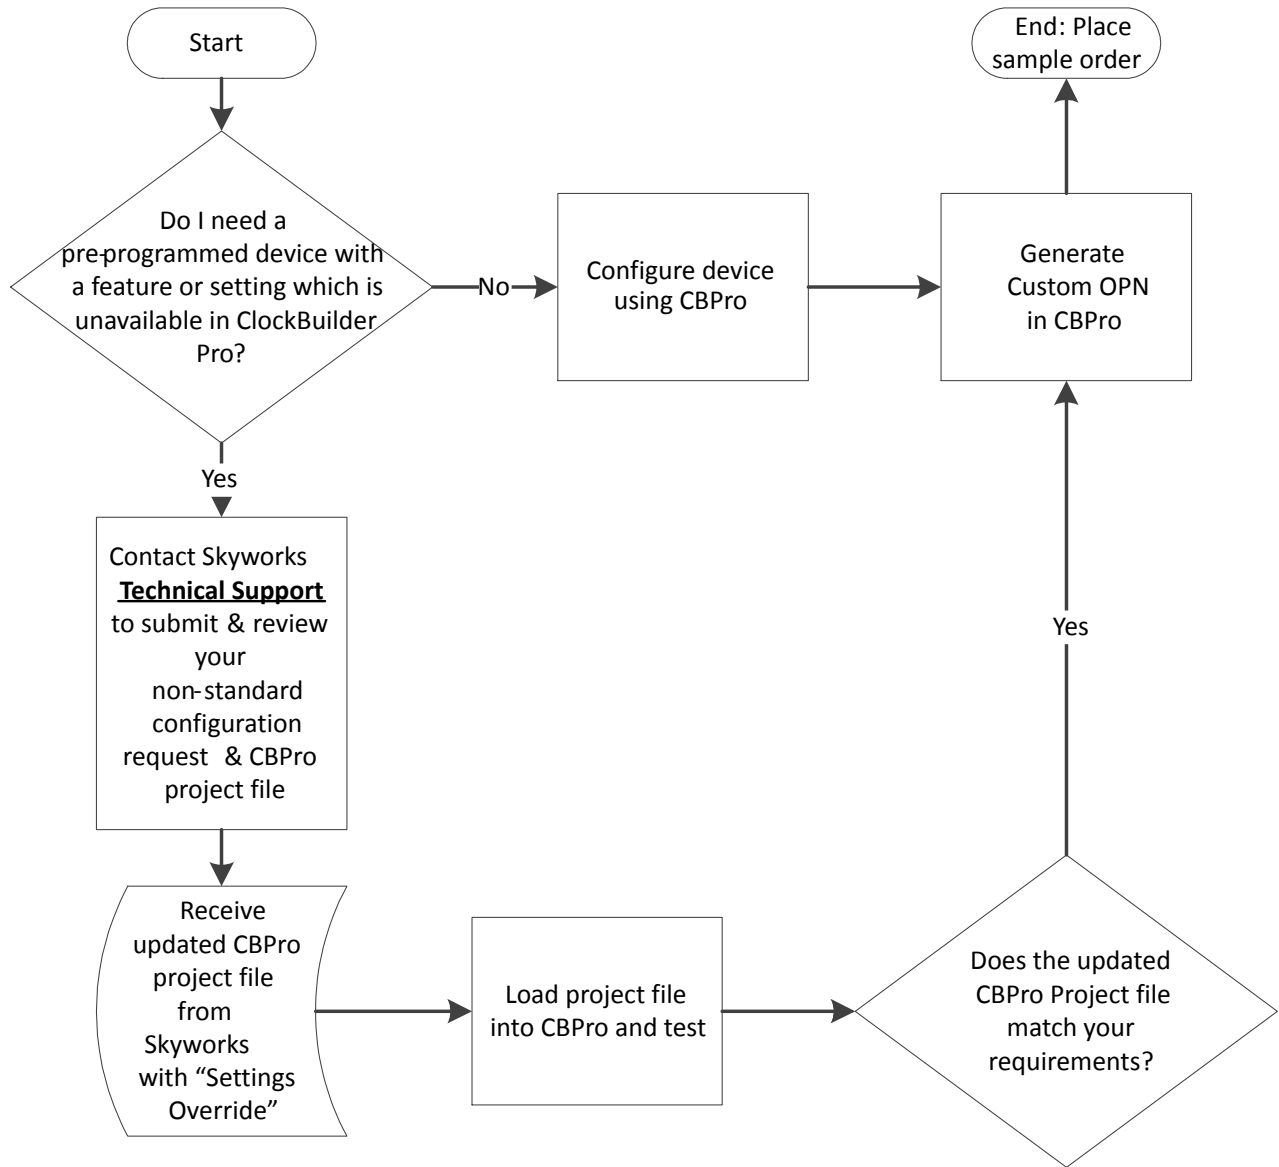 Start
End: Place
sample order
Do I need a
pre-programmed device with
a feature or setting which is
unavailable in ClockBuilder
Pro?
No
Configure device
using CBPro
Generate
Custom OPN
in CBPro
Yes
Contact Skyworks
Technical Support
to submit & review
your
non-standard
configuration
request & CBPro
project file
Yes
Receive
updated CBPro
project file
from
Skyworks
with “Settings
Override”
Load project file
into CBPro and test
Does the updated
CBPro Project file
match your
requirements?